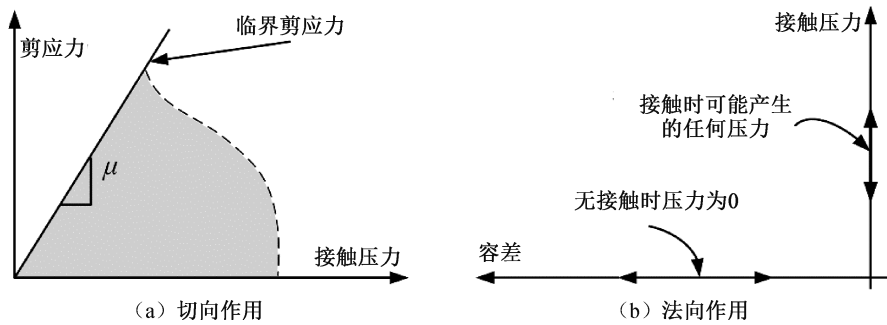 剪应力
临界剪应力
μ
接触压力
（a）切向作用
接触压力
接触时可能产生
的任何压力
无接触时压力为0
容差
（b）法向作用